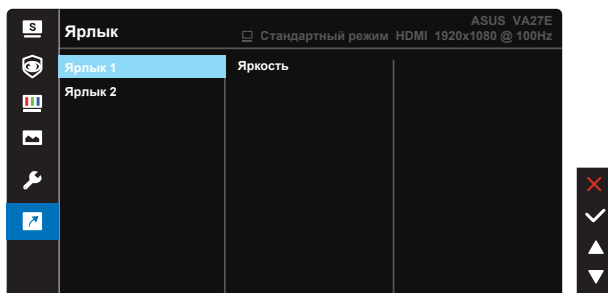 S
Ярлык
ASUS VA27E
Стандартный режим HDMI 1920x1080 @ 100Hz
Ярлык 1
Яркость
Ярлык 2